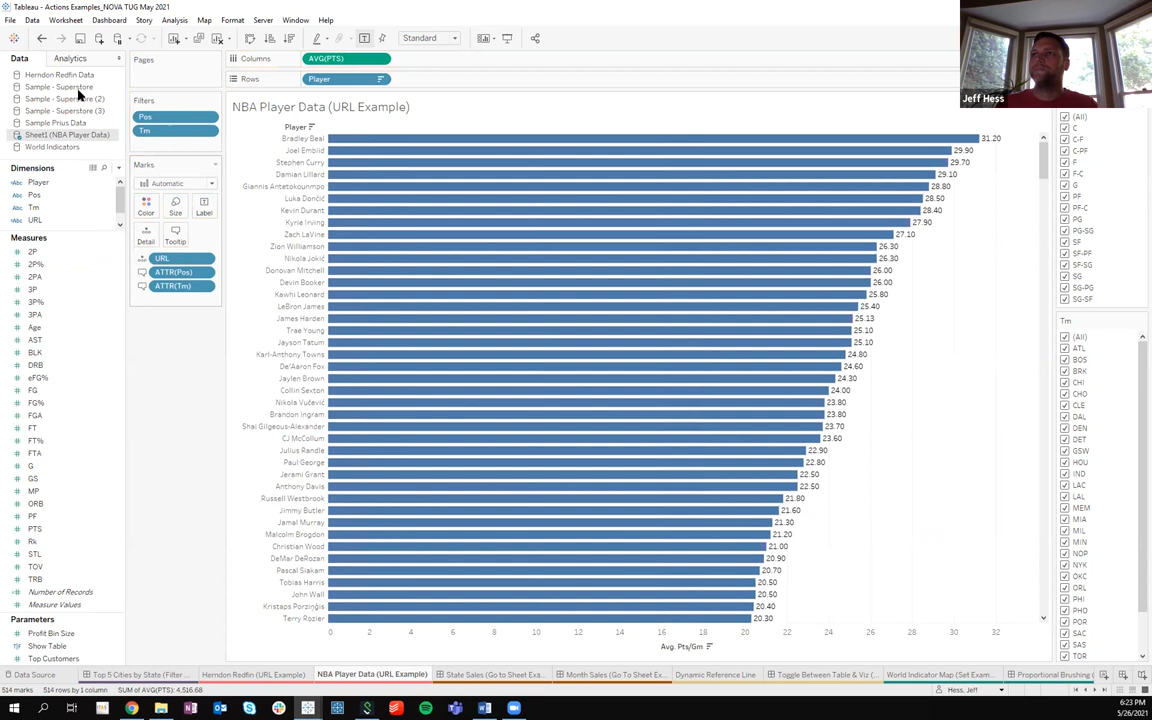 Tableau - Actions Examples_NOVA TUG May 2021
File Data Worksheet Dashboard Story Analysis Map Format Server Window Help
Standard
Data Analytics
Herndon Redfin Data
Sample - Superstore
Sample - Superstore (2)
Sample - Superstore (3)
Sample Prius Data
Sheet1 (NBA Player Data)
World Indicators
Dimensions
Abc Player
Abc Pos
Abc Tm
Abc URL
Measures
2P
2P%
2PA
3P
3P%
3PA
Age
AST
BLK
DRB
eFG%
FG
FG%
FGA
FT
FT%
FTA
G
GS
MP
ORB
PF
PTS
Rk
STL
TOV
TRB
Number of Records
Measure Values
Parameters
Profit Bin Size
Show Table
Top Customers
Pages
Filters
Pos
Tm
Marks
Automatic
Color Size Label
Detail Tooltip
URL
ATTR(Pos)
ATTR(Tm)
Columns AVG(PTS)
Rows Player
NBA Player Data (URL Example)
Player
Bradley Beal 31.20
Joel Embiid 29.90
Stephen Curry 29.70
Damian Lillard 29.10
Giannis Antetokounmpo 28.80
Luka Dončić 28.50
Kevin Durant 28.40
Kyrie Irving 27.90
Zach LaVine 27.10
Zion Williamson 26.30
Nikola Jokić 26.30
Donovan Mitchell 26.00
Devin Booker 26.00
Kawhi Leonard 25.80
LeBron James 25.40
James Harden 25.13
Trae Young 25.10
Jayson Tatum 25.10
Karl-Anthony Towns 24.80
De'Aaron Fox 24.60
Jaylen Brown 24.30
Collin Sexton 24.00
Nikola Vučević 23.80
Brandon Ingram 23.80
Shai Gilgeous-Alexander 23.70
CJ McCollum 23.60
Julius Randle 22.90
Paul George 22.80
Jerami Grant 22.50
Anthony Davis 22.50
Russell Westbrook 21.80
Jimmy Butler 21.60
Jamal Murray 21.30
Malcolm Brogdon 21.20
Christian Wood 21.00
DeMar DeRozan 20.90
Pascal Siakam 20.70
Tobias Harris 20.50
John Wall 20.50
Kristaps Porziņģis 20.40
Terry Rozier 20.30
0 2 4 6 8 10 12 14 16 18 20 22 24 26 28 30 32
Avg. Pts/Gm
Jeff Hess
(All)
C
C-F
C-PF
F
F-C
G
PF
PF-C
PG
PG-SG
SF
SF-PF
SF-SG
SG
SG-PG
SG-SF
Tm
(All)
ATL
BOS
BRK
CHI
CHO
CLE
DAL
DEN
DET
GSW
HOU
IND
LAC
LAL
MEM
MIA
MIL
MIN
NOP
NYK
OKC
ORL
PHI
PHO
POR
SAC
SAS
TOR
Data Source Top 5 Cities by State (Filter ... Herndon Redfin (URL Example) NBA Player Data (URL Example) State Sales (Go to Sheet Exa... Month Sales (Go To Sheet Ex... Dynamic Reference Line Toggle Between Table & Viz (... World Indicator Map (Set Exam... Proportional Brushing (
514 marks 514 rows by 1 column SUM of AVG(PTS): 4,516.68 Hess, Jeff
6:23 PM
5/26/2021